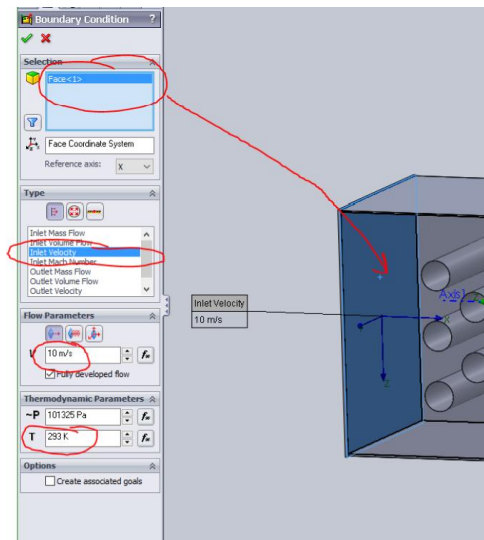 Boundary Condition ?
Selection
Face<1>
Face Coordinate System
Reference axis: X
Type
Inlet Mass Flow
Inlet Volume Flow
Inlet Velocity
Inlet Mach Number
Outlet Mass Flow
Outlet Volume Flow
Outlet Velocity
Flow Parameters
V 10 m/s
Fully developed flow
Thermodynamic Parameters
~P 101325 Pa
T 293 K
Options
Create associated goals
Inlet Velocity
10 m/s
Axis1
X
Z